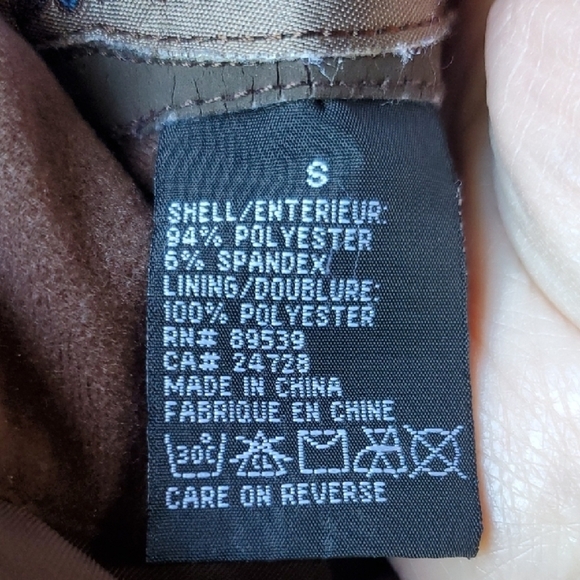 S
SHELL/ENTERIEUR:
94% POLYESTER
6% SPANDEX
LINING/DOUBLURE:
100% POLYESTER
RN# 89539
CA# 24728
MADE IN CHINA
FABRIQUE EN CHINE
30°
CARE ON REVERSE